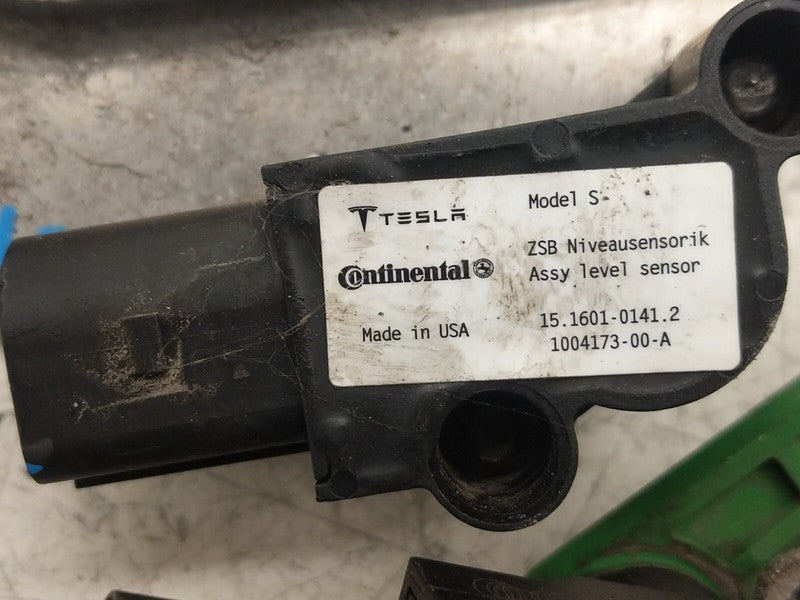 TESLA
Model S
Continental
ZSB Niveausensorik
Assy level sensor
Made in USA
15.1601-0141.2
1004173-00-A